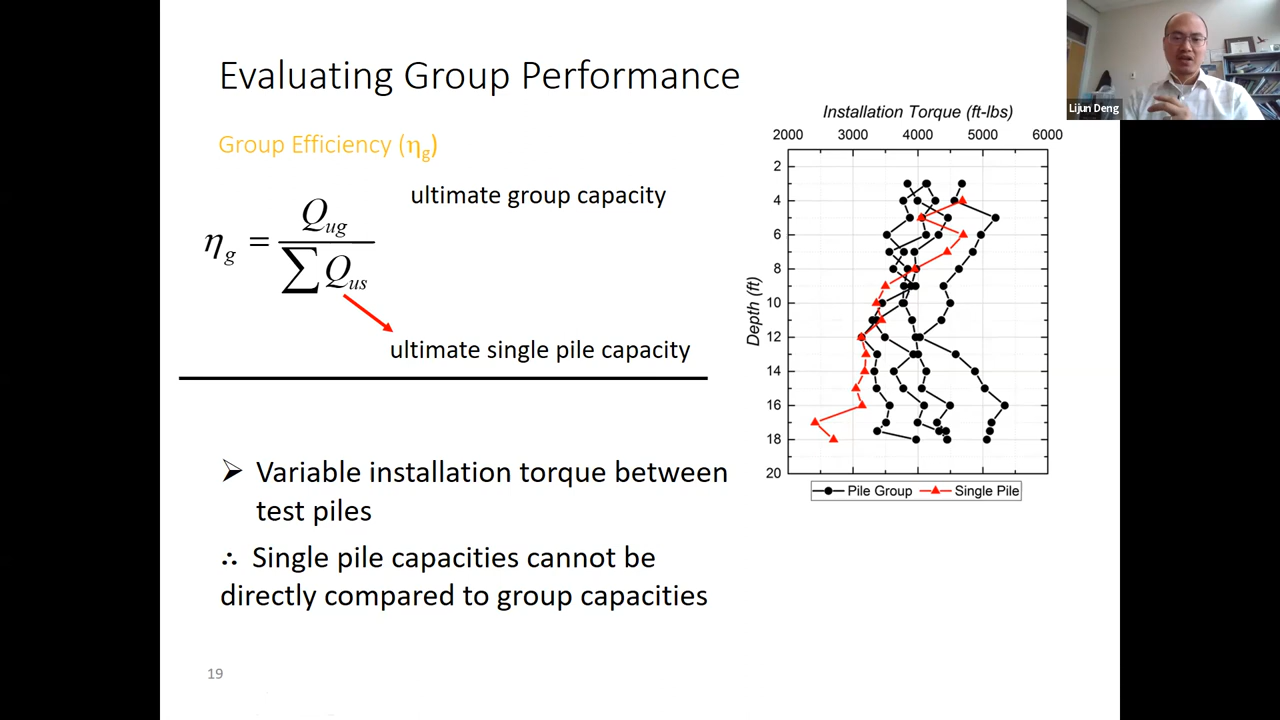 Evaluating Group Performance
Group Efficiency (ηg)
ultimate group capacity
ηg = Qug / ∑ Qus
ultimate single pile capacity
➢ Variable installation torque between
test piles
∴ Single pile capacities cannot be
directly compared to group capacities
19
Installation Torque (ft-lbs)
2000 3000 4000 5000 6000
Depth (ft)
2
4
6
8
10
12
14
16
18
20
Pile Group Single Pile
Lijun Deng